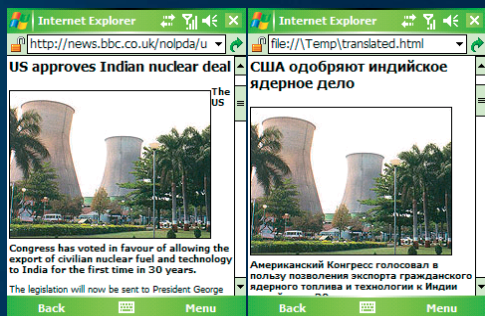 Internet Explorer
http://news.bbc.co.uk/nolpda/u
US approves Indian nuclear deal
The
US
Congress has voted in favour of allowing the
export of civilian nuclear fuel and technology
to India for the first time in 30 years.
The legislation will now be sent to President George
Back
Menu
Internet Explorer
file://\Temp\translated.html
США одобряют индийское
ядерное дело
Американский Конгресс голосовал в
пользу позволения экспорта гражданского
ядерного топлива и технологии к Индии
Back
Menu